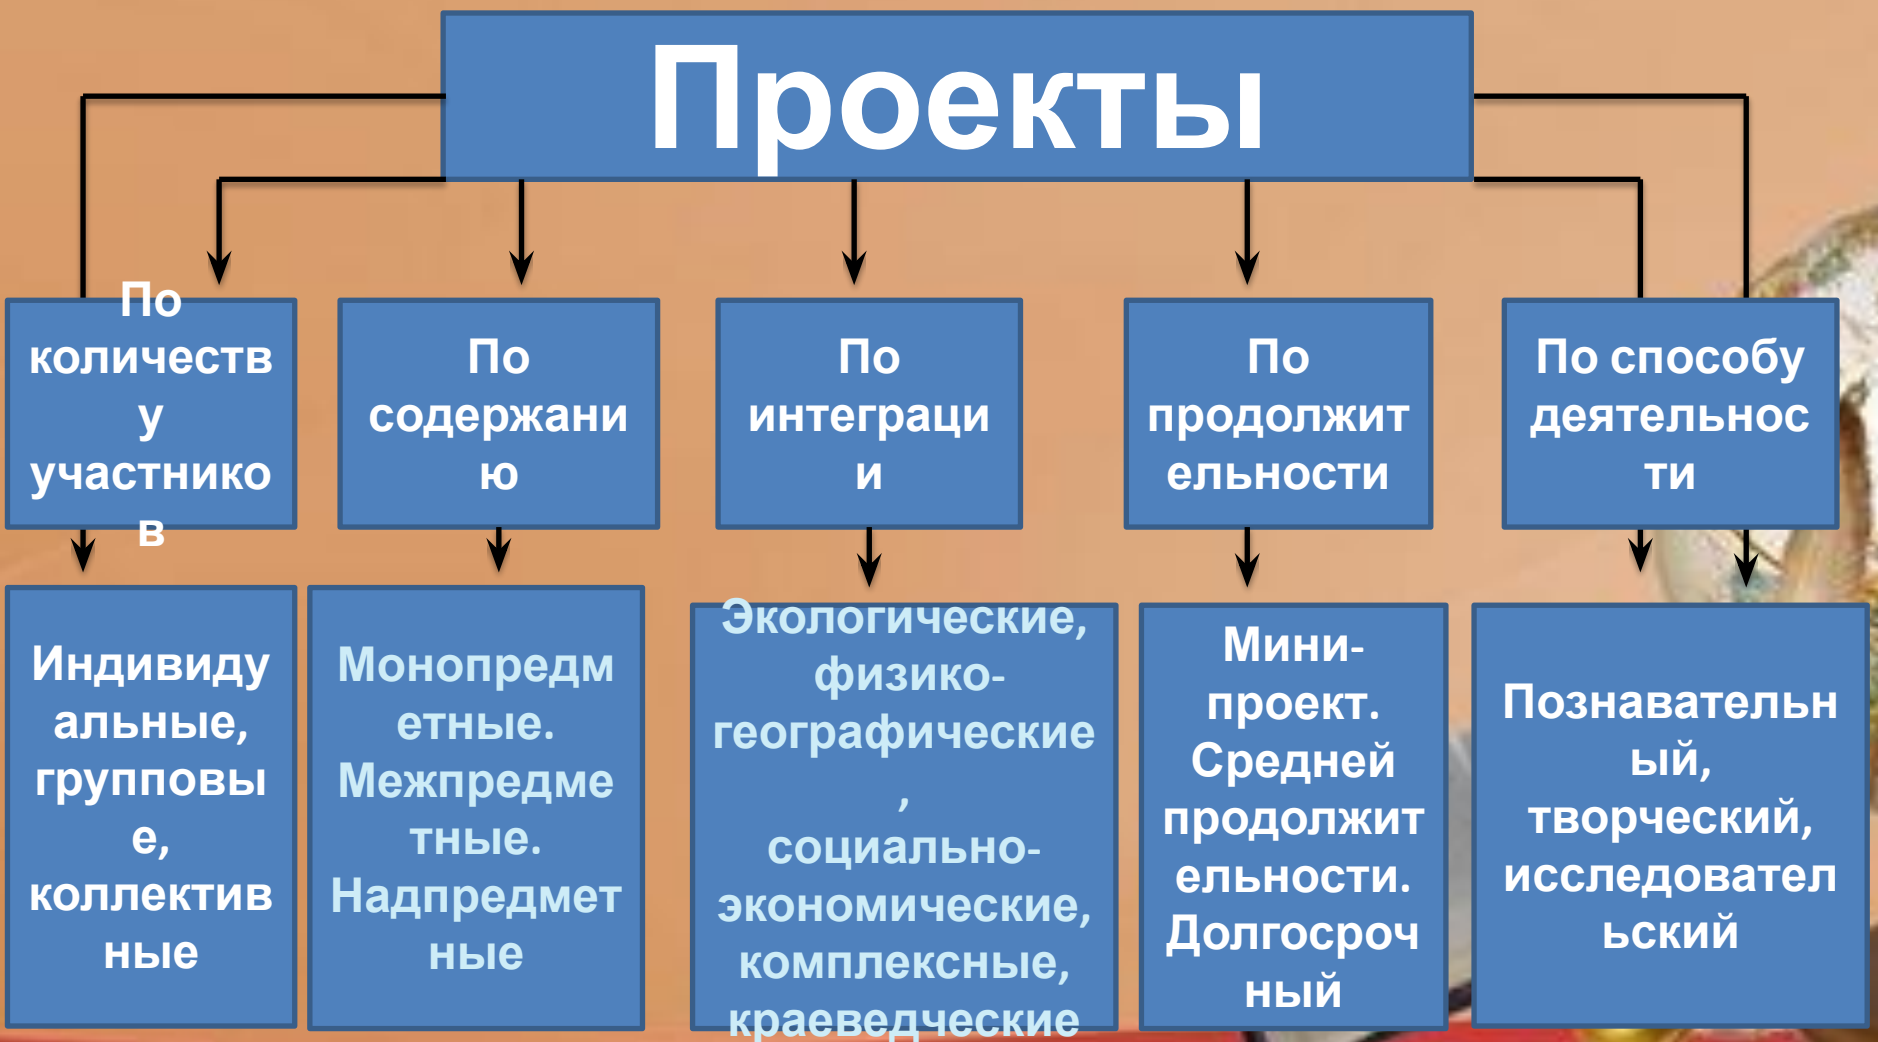 Проекты
По
количеств
у
участнико
в
По
содержани
ю
По
интеграци
и
По
продолжит
ельности
По способу
деятельнос
ти
Индивиду
альные,
групповы
е,
коллектив
ные
Монопредм
етные.
Межпредме
тные.
Надпредмет
ные
Экологические,
физико-
географические
,
социально-
экономические,
комплексные,
краеведческие
Мини-
проект.
Средней
продолжит
ельности.
Долгосроч
ный
Познавательн
ый,
творческий,
исследовател
ьский